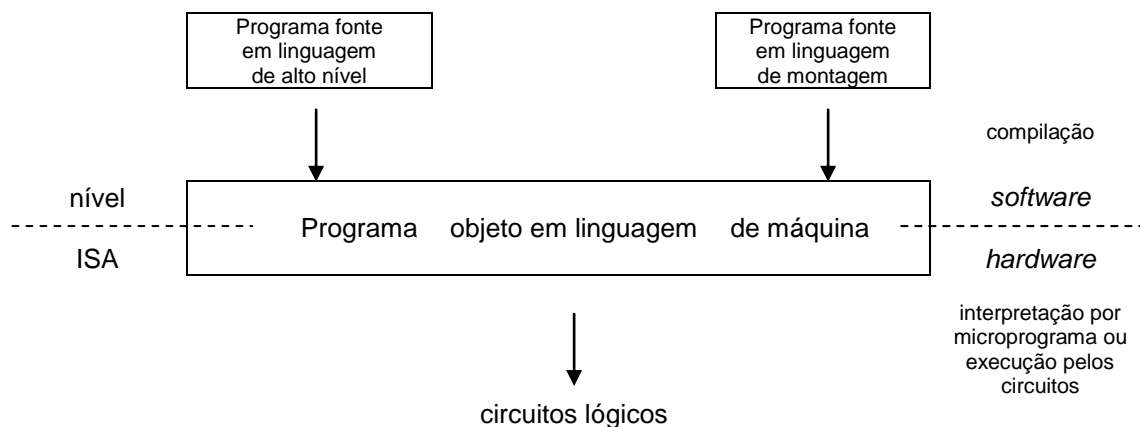 Programa fonte
em linguagem
de alto nível
Programa fonte
em linguagem
de montagem
compilação
nível
software
Programa objeto em linguagem de máquina
ISA
hardware
interpretação por
microprograma ou
execução pelos
circuitos
circuitos lógicos